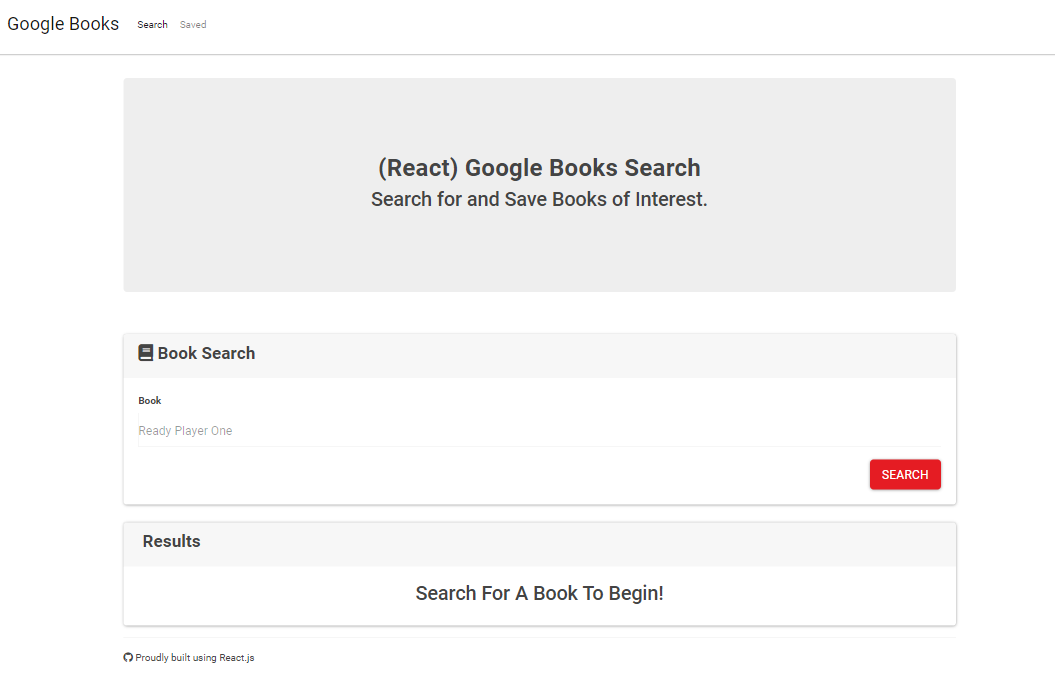 Google Books Search Saved
(React) Google Books Search
Search for and Save Books of Interest.
Book Search
Book
Ready Player One
SEARCH
Results
Search For A Book To Begin!
Proudly built using React.js